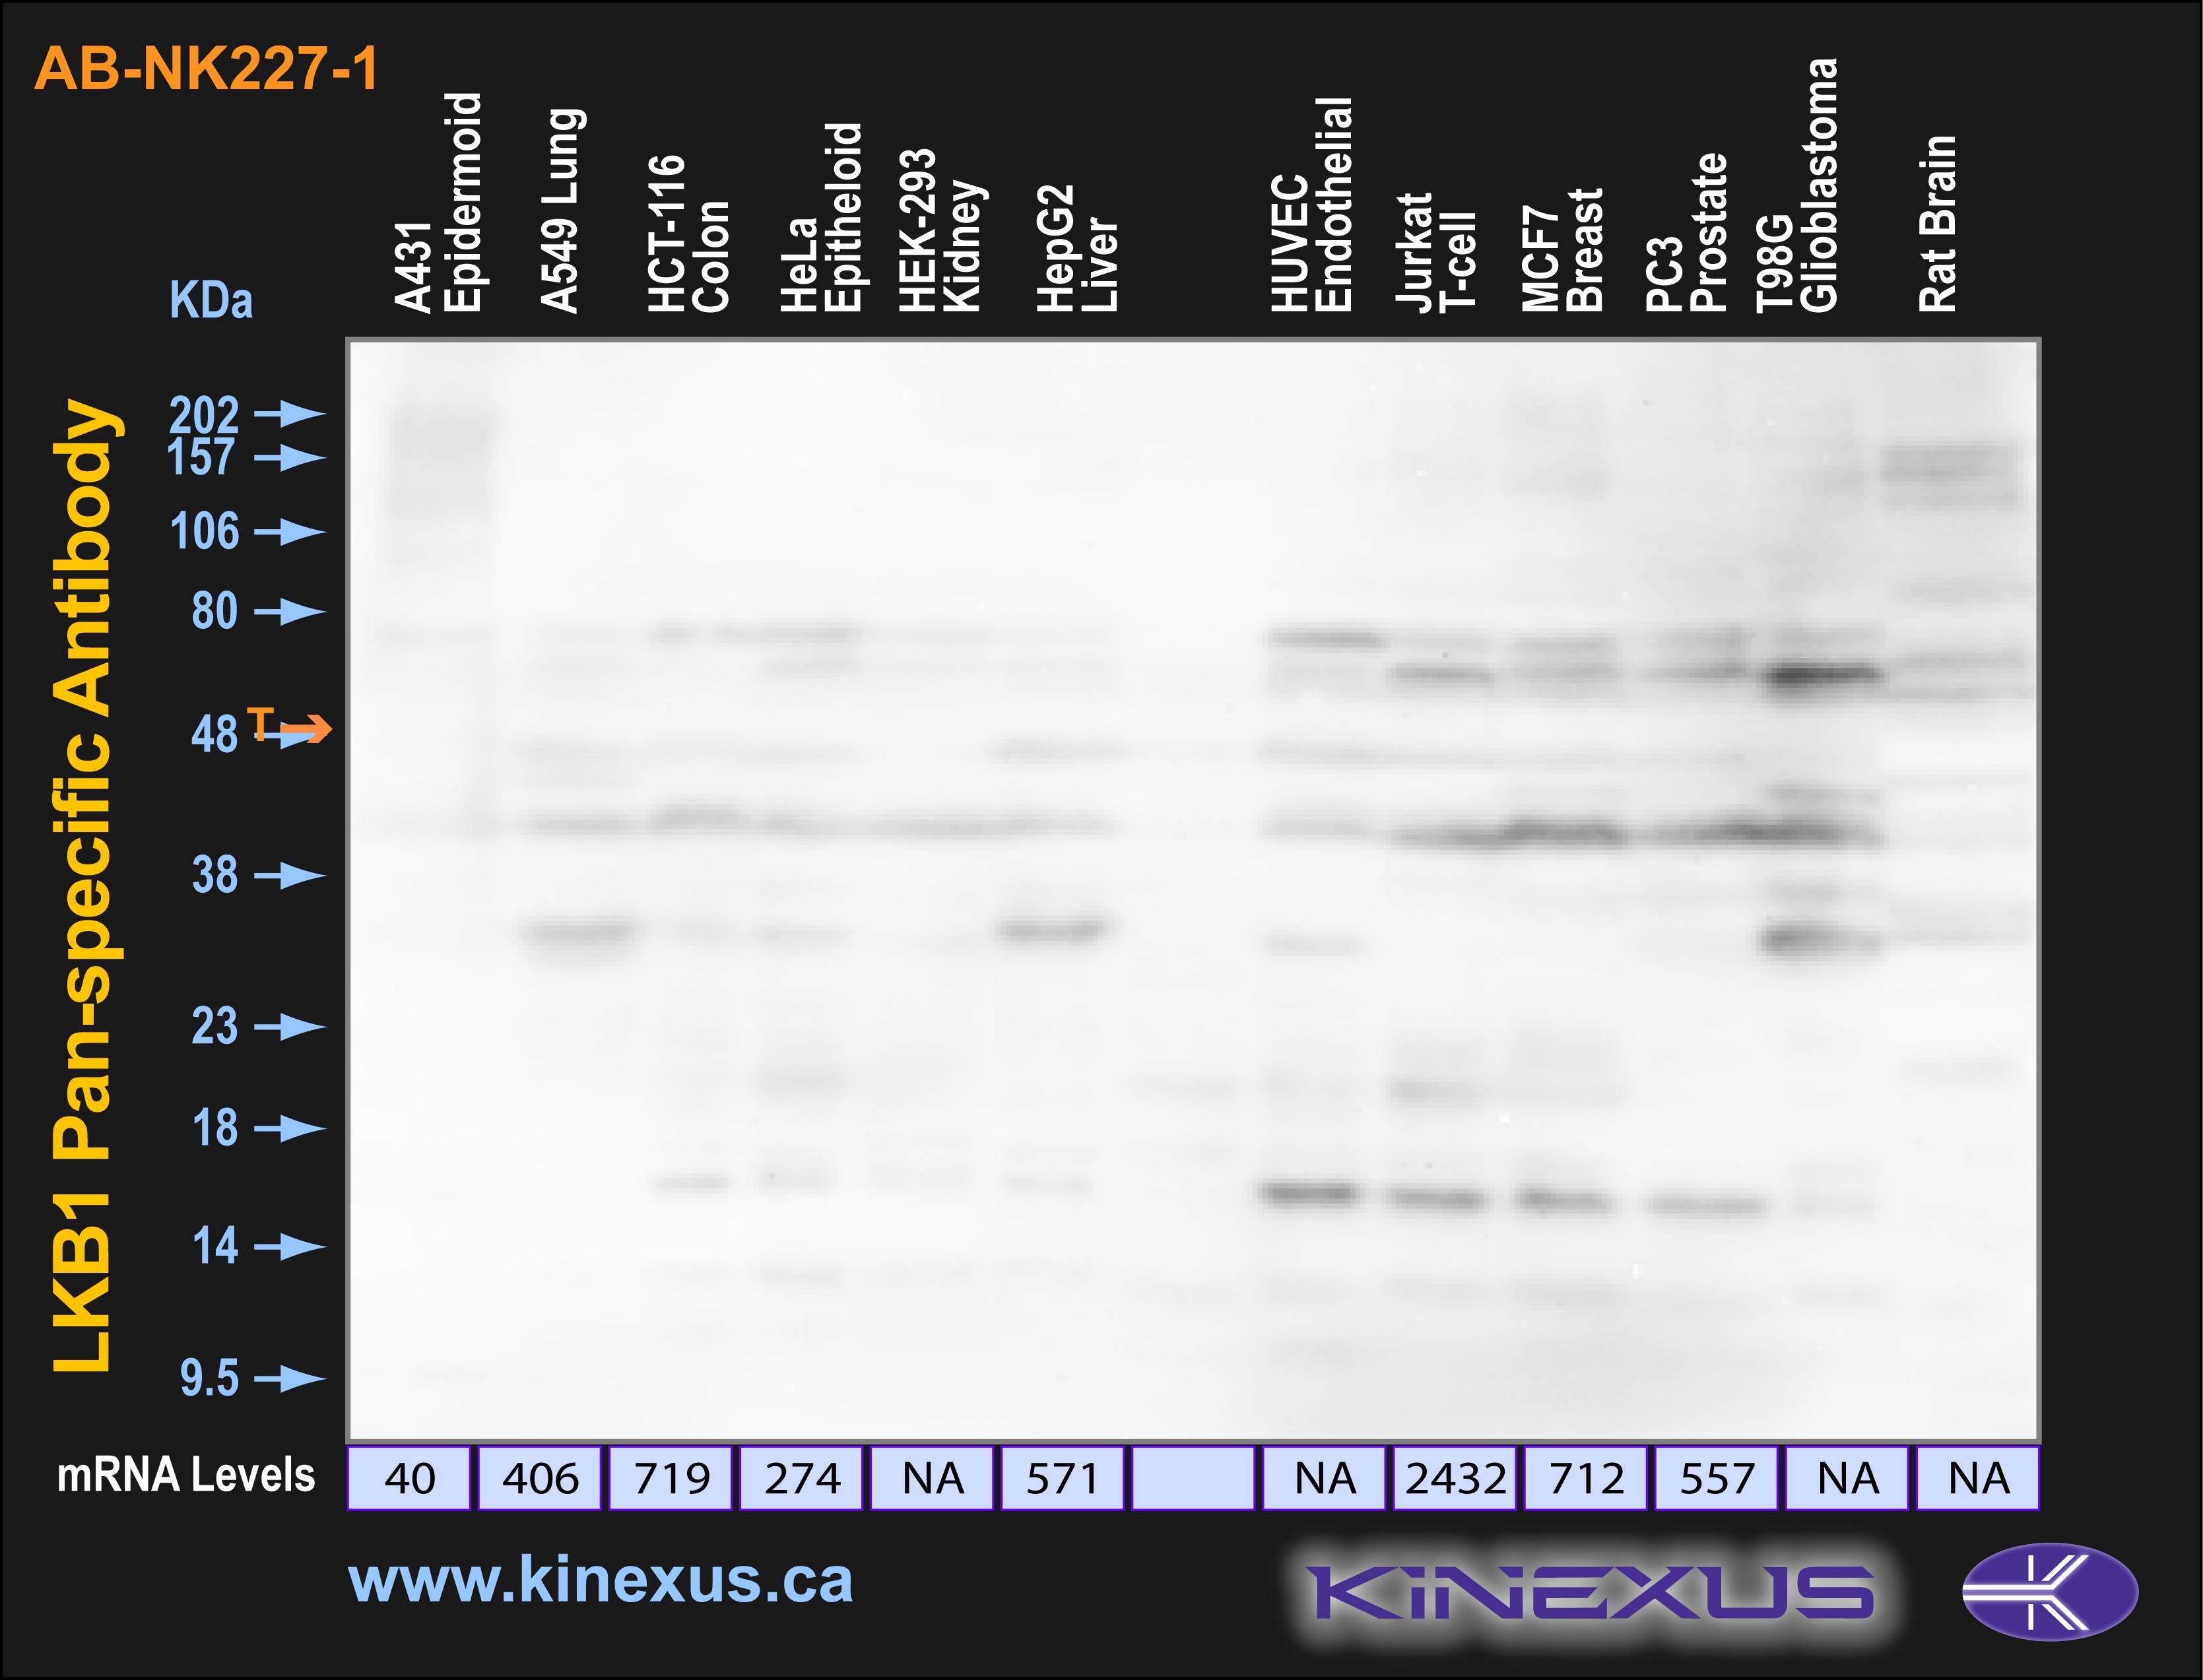 AB-NK227-1
A431
Epidermoid
A549 Lung
HCT-116
Colon
HeLa
Epitheloid
HEK-293
Kidney
HepG2
Liver
HUVEC
Endothelial
Jurkat
T-cell
MCF7
Breast
PC3
Prostate
T98G
Glioblastoma
Rat Brain
KDa
LKB1 Pan-specific Antibody
202
157
106
80
T
48
38
23
18
14
9.5
mRNA Levels 40 406 719 274 NA 571 NA 2432 712 557 NA NA
www.kinexus.ca
KiNEXUS
K